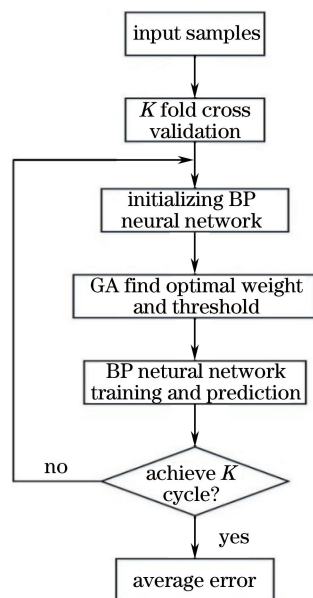 input samples
K fold cross
validation
initializing BP
neural network
GA find optimal weight
and threshold
BP netural network
training and prediction
no
achieve K
cycle?
yes
average error